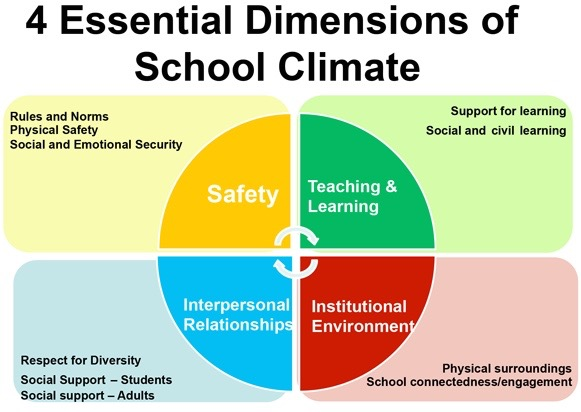 4 Essential Dimensions of
School Climate
Rules and Norms
Physical Safety
Social and Emotional Security
Support for learning
Social and civil learning
Safety
Teaching &
Learning
Interpersonal
Relationships
Institutional
Environment
Respect for Diversity
Social Support – Students
Social support – Adults
Physical surroundings
School connectedness/engagement